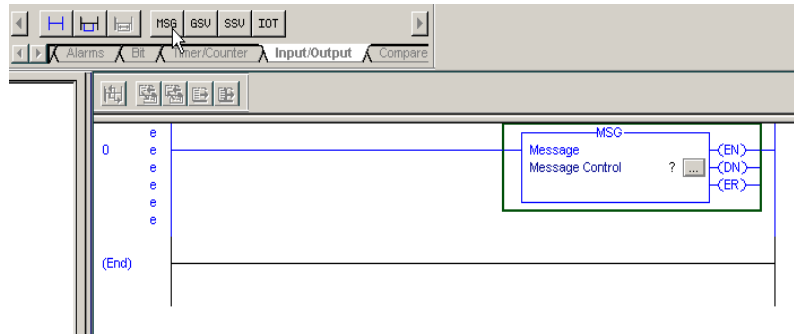 MSG GSV SSV IOT
Alarms Bit Timer/Counter Input/Output Compare
e
0 e
e
e
e
e
MSG
Message
Message Control ? ...
(EN)
(DN)
(ER)
(End)